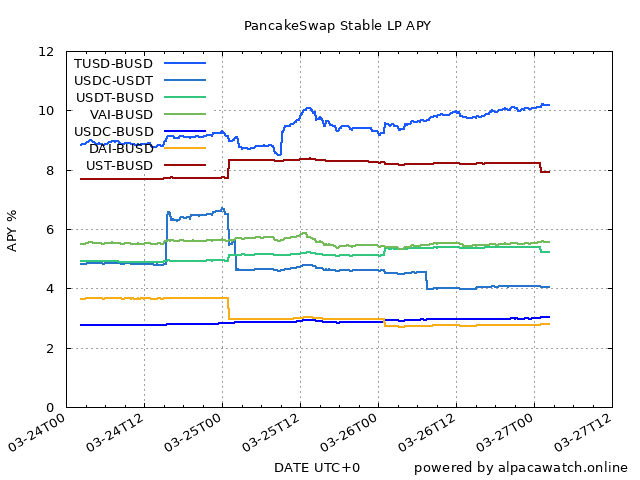 PancakeSwap Stable LP APY
12
10
8
6
4
2
0
APY %
TUSD-BUSD
USDC-USDT
USDT-BUSD
VAI-BUSD
USDC-BUSD
DAI-BUSD
UST-BUSD
03-24T00
03-24T12
03-25T00
03-25T12
03-26T00
03-26T12
03-27T00
03-27T12
DATE UTC+0
powered by alpacawatch.online